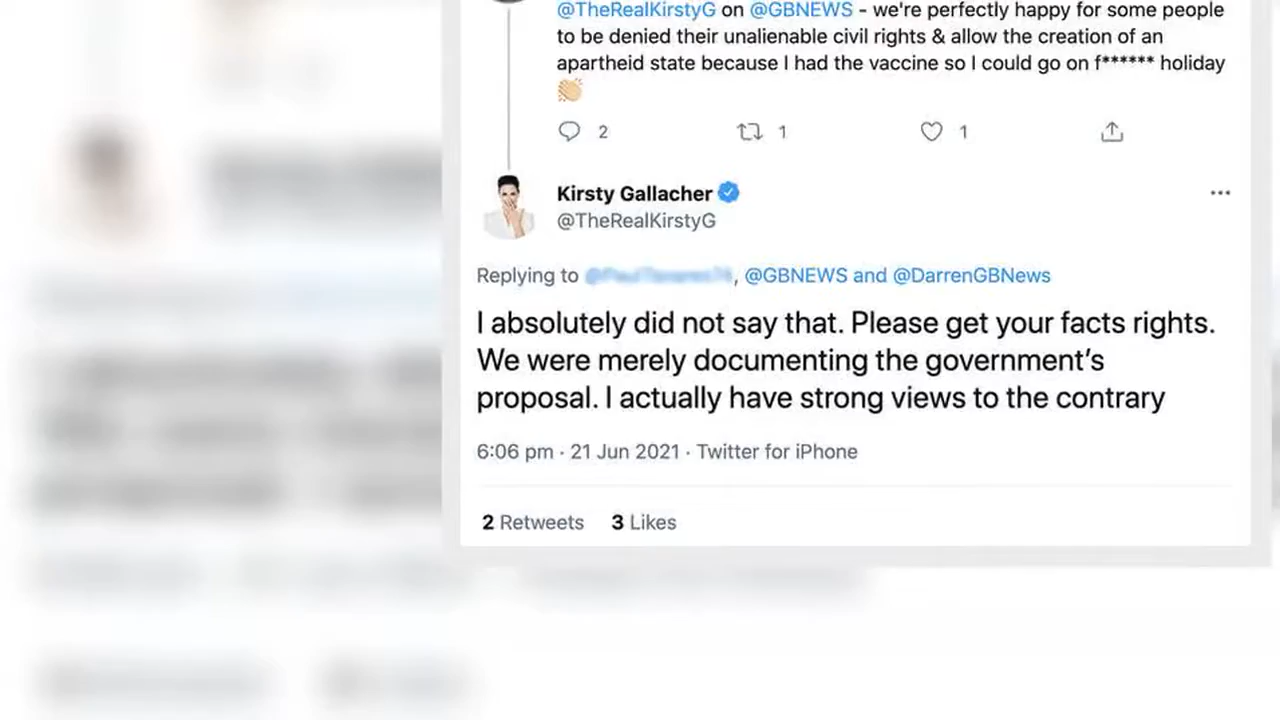 @TheRealKirstyG on @GBNEWS - we're perfectly happy for some people
to be denied their unalienable civil rights & allow the creation of an
apartheid state because I had the vaccine so I could go on f****** holiday
👏🏼
2 1 1
Kirsty Gallacher
@TheRealKirstyG
Replying to , @GBNEWS and @DarrenGBNews
I absolutely did not say that. Please get your facts rights.
We were merely documenting the government’s
proposal. I actually have strong views to the contrary
6:06 pm · 21 Jun 2021 · Twitter for iPhone
2 Retweets 3 Likes